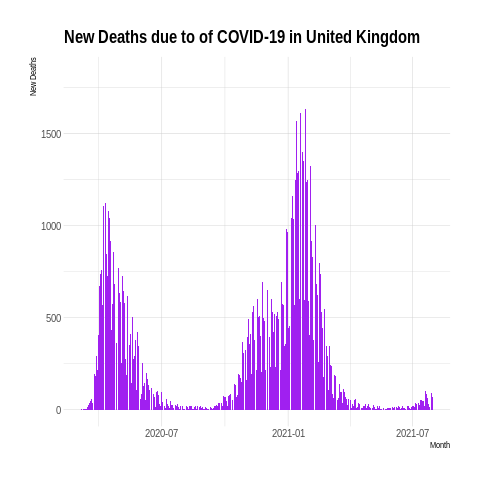 New Deaths due to of COVID-19 in United Kingdom
New Deaths
1500
1000
500
0
2020-07
2021-01
2021-07
Month